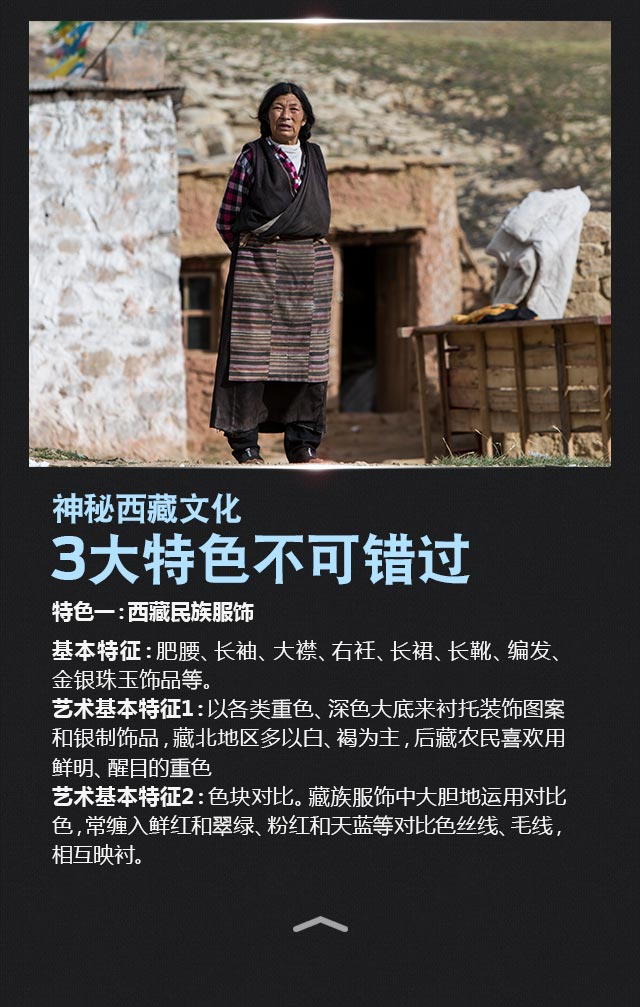 神秘西藏文化
3大特色不可错过
特色一:西藏民族服饰
基本特征:肥腰、长袖、大襟、右衽、长裙、长靴、编发、
金银珠玉饰品等。
艺术基本特征1:以各类重色、深色大底来衬托装饰图案
和银制饰品,藏北地区多以白、褐为主,后藏农民喜欢用
鲜明、醒目的重色
艺术基本特征2:色块对比。藏族服饰中大胆地运用对比
色,常缠入鲜红和翠绿、粉红和天蓝等对比色丝线、毛线,
相互映衬。